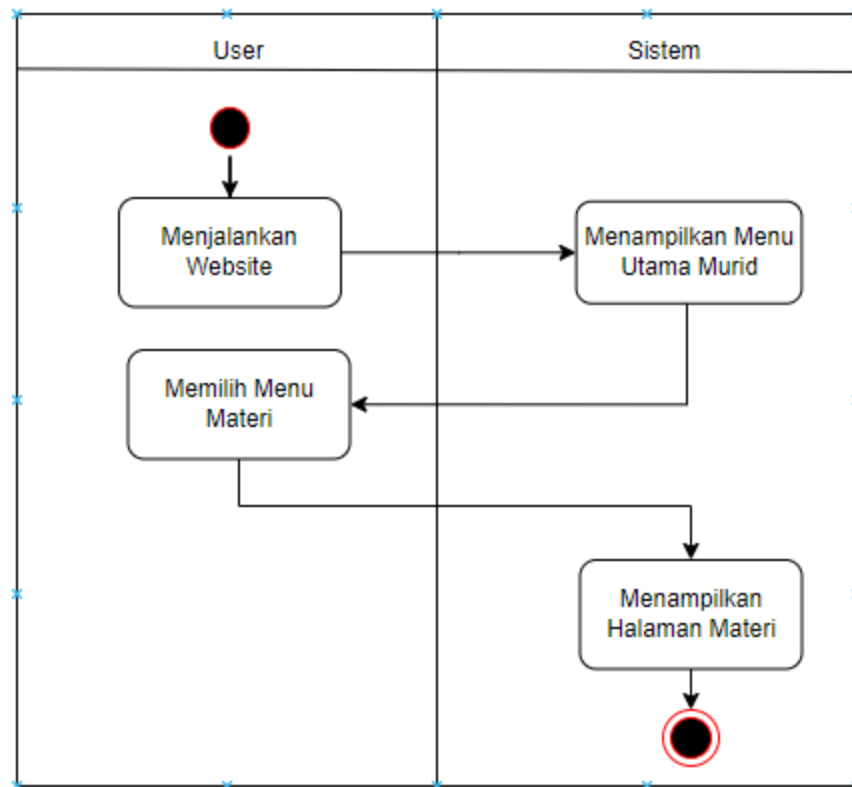 User
Sistem
Menjalankan
Website
Menampilkan Menu
Utama Murid
Memilih Menu
Materi
Menampilkan
Halaman Materi